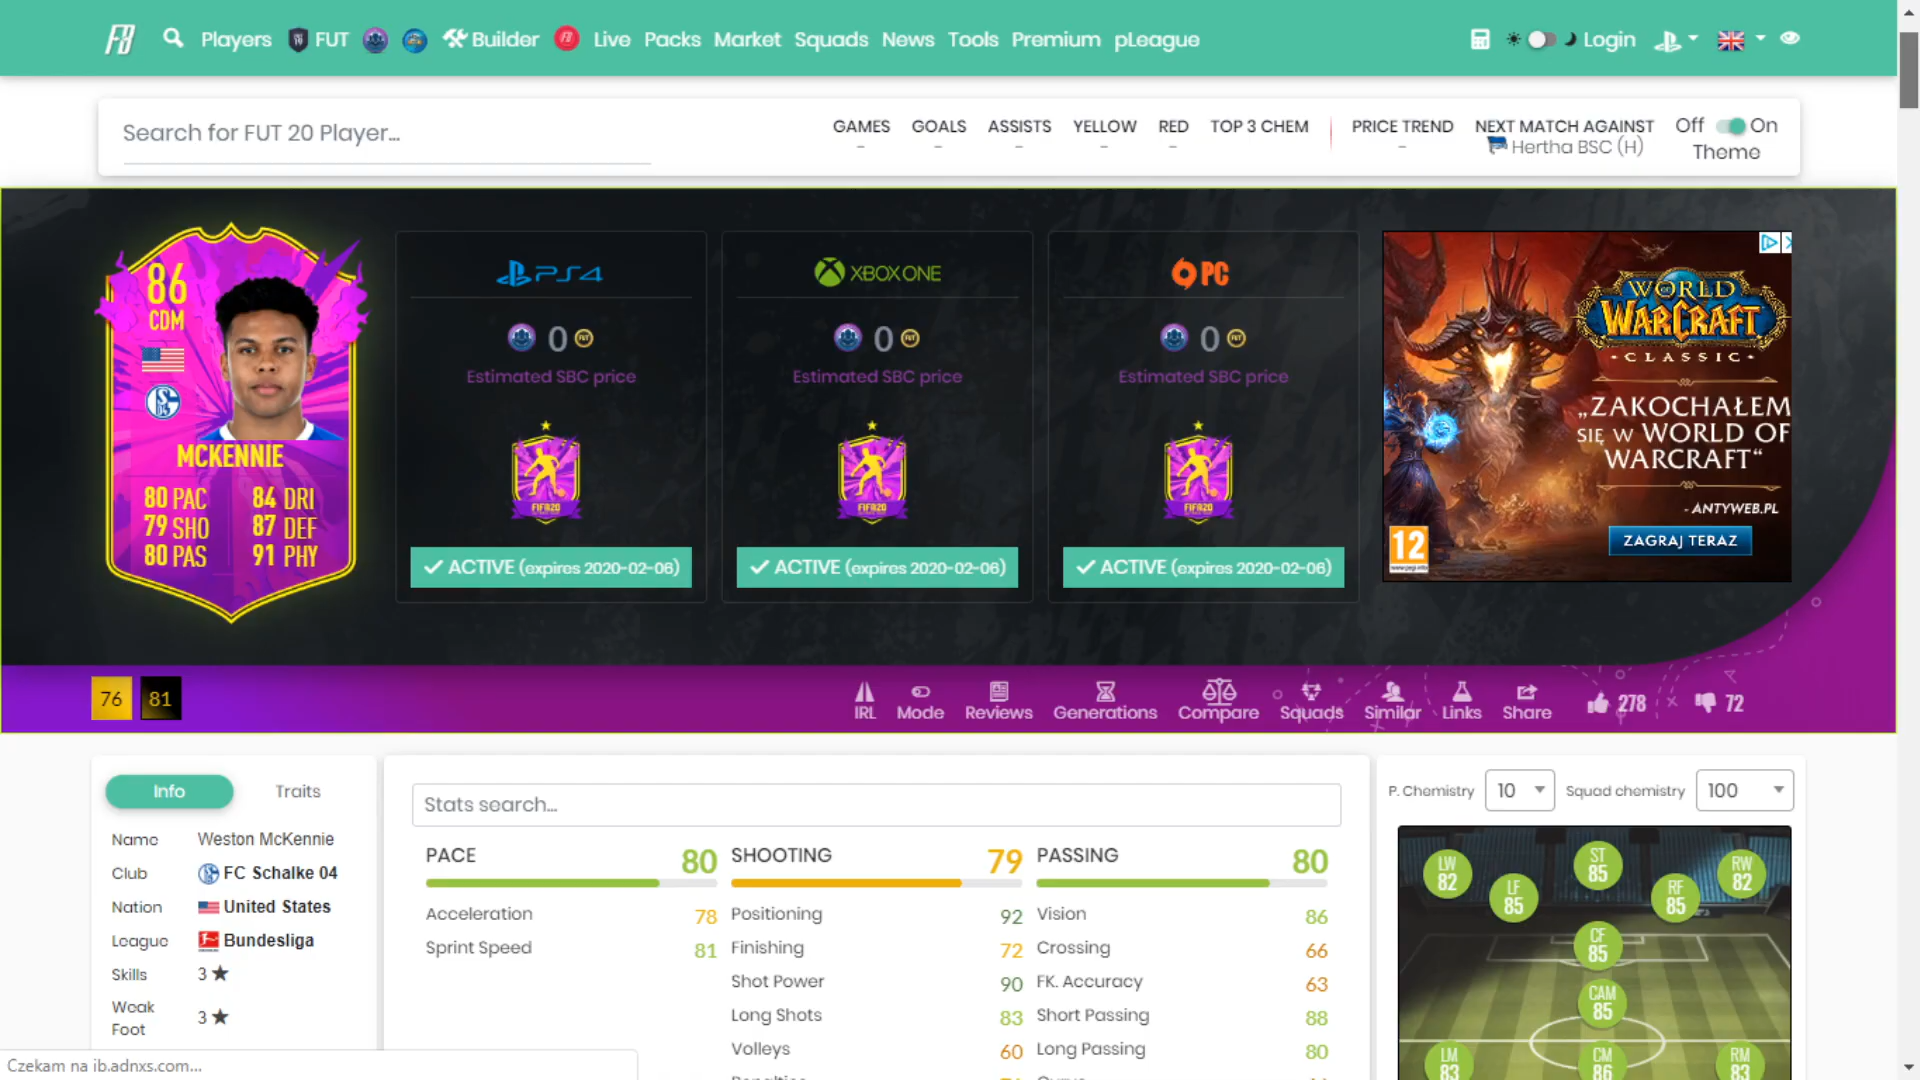 Players FUT Builder Live Packs Market Squads News Tools Premium pLeague Login
Search for FUT 20 Player...
GAMES GOALS ASSISTS YELLOW RED TOP 3 CHEM PRICE TREND NEXT MATCH AGAINST
- - - - - - Hertha BSC (H)
Off On
Theme
86
CDM
MCKENNIE
80 PAC 84 DRI
79 SHO 87 DEF
80 PAS 91 PHY
PS4
0
Estimated SBC price
FIFA20
ACTIVE (expires 2020-02-06)
XBOX ONE
0
Estimated SBC price
FIFA20
ACTIVE (expires 2020-02-06)
PC
0
Estimated SBC price
FIFA20
ACTIVE (expires 2020-02-06)
WORLD
OF
WARCRAFT
- CLASSIC -
„ZAKOCHAŁEM
SIĘ W WORLD OF
WARCRAFT“
- ANTYWEB.PL
ZAGRAJ TERAZ
12
www.pegi.info
76 81
IRL Mode Reviews Generations Compare Squads Similar Links Share 278 72
Info Traits
Name Weston McKennie
Club FC Schalke 04
Nation United States
League Bundesliga
Skills 3
Weak
Foot 3
Stats search...
PACE 80
Acceleration 78
Sprint Speed 81
SHOOTING 79
Positioning 92
Finishing 72
Shot Power 90
Long Shots 83
Volleys 60
PASSING 80
Vision 86
Crossing 66
FK. Accuracy 63
Short Passing 88
Long Passing 80
P. Chemistry 10 Squad chemistry 100
LW
82
ST
85
RW
82
LF
85
RF
85
CF
85
CAM
85
LM
83
CM
86
RM
83
Czekam na ib.adnxs.com...